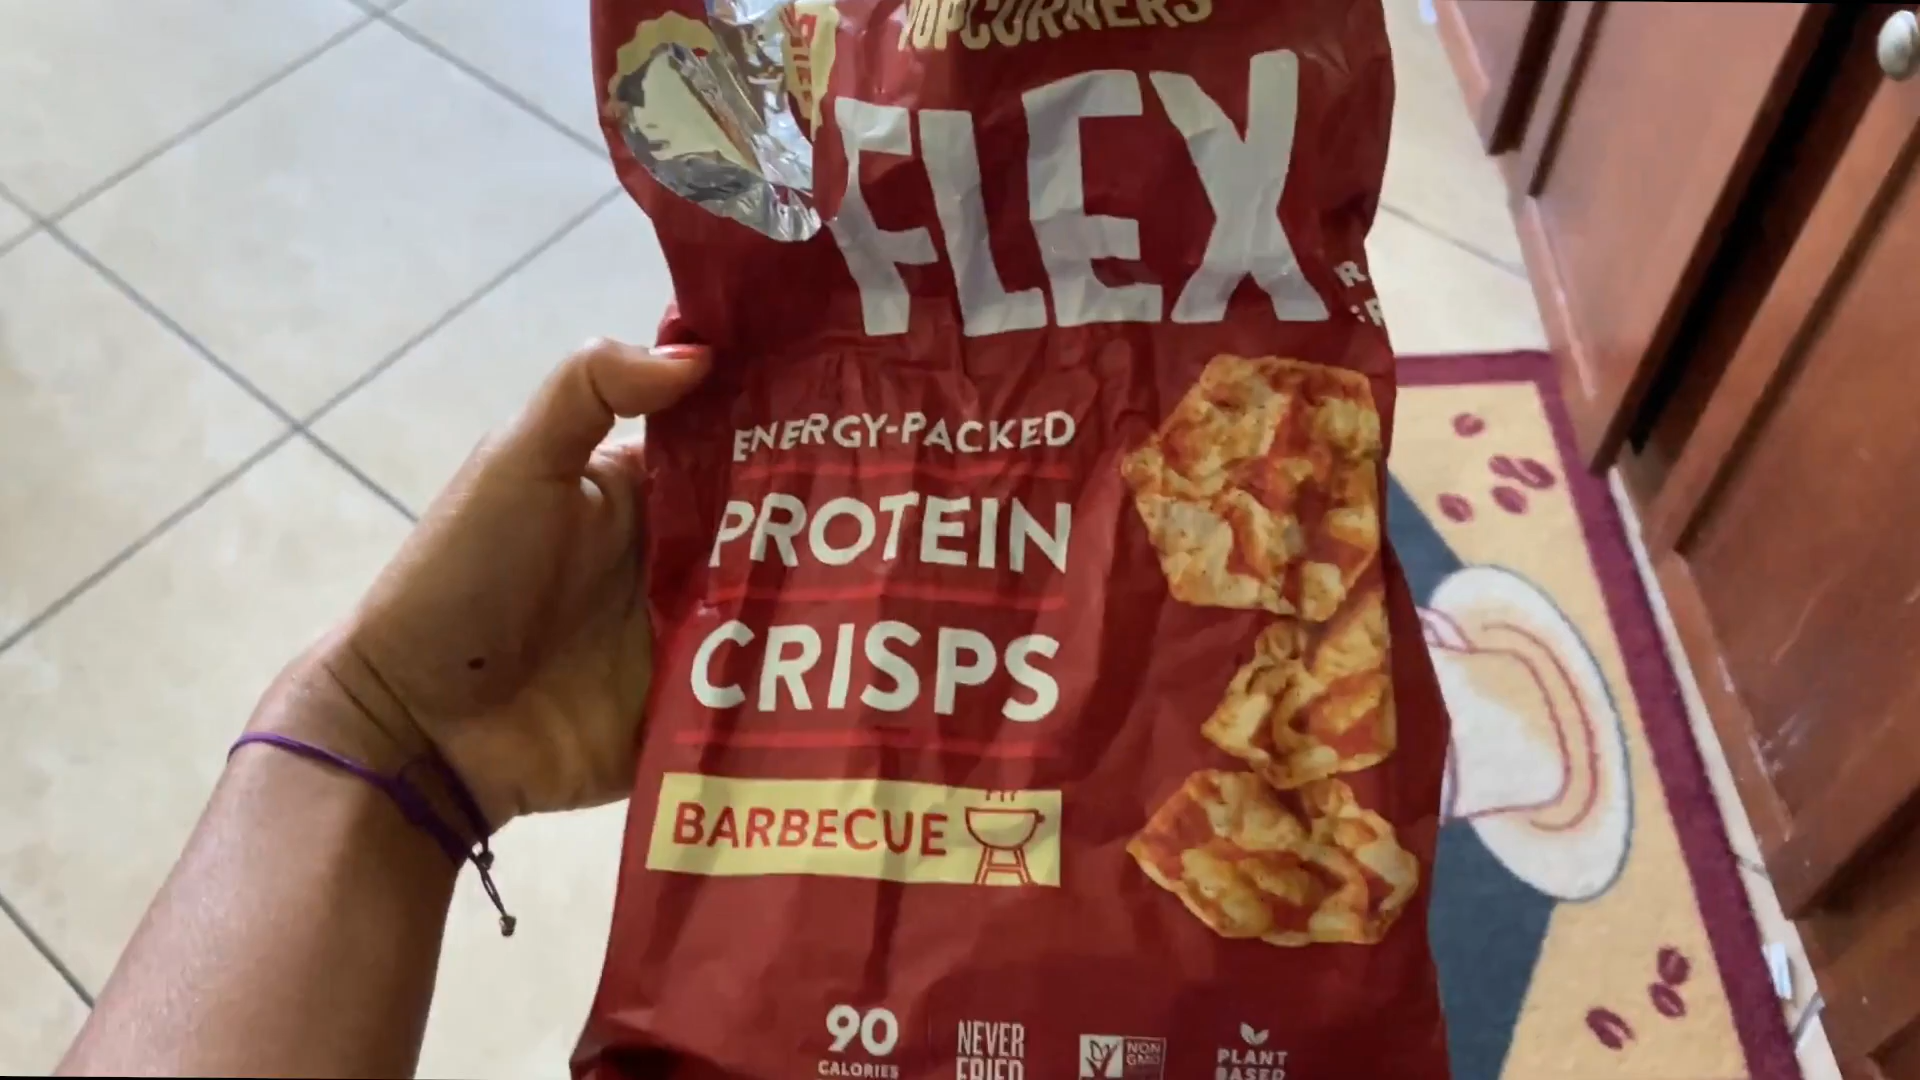 POPCORNERS
FLEX
ENERGY-PACKED
PROTEIN
CRISPS
BARBECUE
90
CALORIES
NEVER
FRIED
NON
GMO
PLANT
BASED